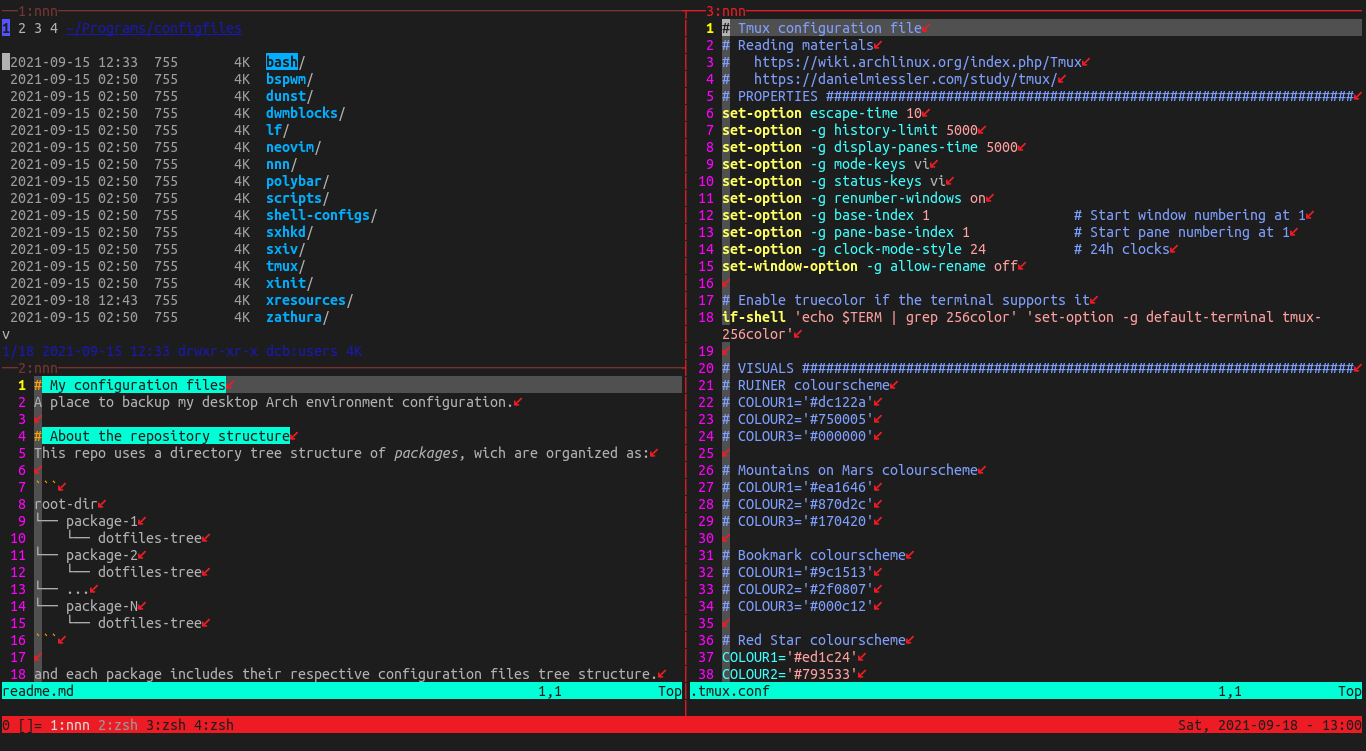 1:nnn
1 2 3 4 ~/Programs/configfiles
2021-09-15 12:33  755       4K  bash/
2021-09-15 02:50  755       4K  bspwm/
2021-09-15 02:50  755       4K  dunst/
2021-09-15 02:50  755       4K  dwmblocks/
2021-09-15 02:50  755       4K  lf/
2021-09-15 02:50  755       4K  neovim/
2021-09-15 02:50  755       4K  nnn/
2021-09-15 02:50  755       4K  polybar/
2021-09-15 02:50  755       4K  scripts/
2021-09-15 02:50  755       4K  shell-configs/
2021-09-15 02:50  755       4K  sxhkd/
2021-09-15 02:50  755       4K  sxiv/
2021-09-15 02:50  755       4K  tmux/
2021-09-15 02:50  755       4K  xinit/
2021-09-18 12:43  755       4K  xresources/
2021-09-15 02:50  755       4K  zathura/
v
1/18 2021-09-15 12:33 drwxr-xr-x dcb:users 4K
2:nnn
1 # My configuration files
2 A place to backup my desktop Arch environment configuration.
3
4 # About the repository structure
5 This repo uses a directory tree structure of packages, wich are organized as:
6
7 ```
8 root-dir
9 └── package-1
10     └── dotfiles-tree
11 └── package-2
12     └── dotfiles-tree
13 └── ...
14 └── package-N
15     └── dotfiles-tree
16 ```
17
18 and each package includes their respective configuration files tree structure.
readme.md 1,1 Top
3:nnn
1 # Tmux configuration file
2 # Reading materials
3 #   https://wiki.archlinux.org/index.php/Tmux
4 #   https://danielmiessler.com/study/tmux/
5 # PROPERTIES ##################################################################
6 set-option escape-time 10
7 set-option -g history-limit 5000
8 set-option -g display-panes-time 5000
9 set-option -g mode-keys vi
10 set-option -g status-keys vi
11 set-option -g renumber-windows on
12 set-option -g base-index 1                  # Start window numbering at 1
13 set-option -g pane-base-index 1             # Start pane numbering at 1
14 set-option -g clock-mode-style 24           # 24h clocks
15 set-window-option -g allow-rename off
16
17 # Enable truecolor if the terminal supports it
18 if-shell 'echo $TERM | grep 256color' 'set-option -g default-terminal tmux-
256color'
19
20 # VISUALS #####################################################################
21 # RUINER colourscheme
22 # COLOUR1='#dc122a'
23 # COLOUR2='#750005'
24 # COLOUR3='#000000'
25
26 # Mountains on Mars colourscheme
27 # COLOUR1='#ea1646'
28 # COLOUR2='#870d2c'
29 # COLOUR3='#170420'
30
31 # Bookmark colourscheme
32 # COLOUR1='#9c1513'
33 # COLOUR2='#2f0807'
34 # COLOUR3='#000c12'
35
36 # Red Star colourscheme
37 COLOUR1='#ed1c24'
38 COLOUR2='#793533'
.tmux.conf 1,1 Top
0 []= 1:nnn 2:zsh 3:zsh 4:zsh Sat, 2021-09-18 - 13:00